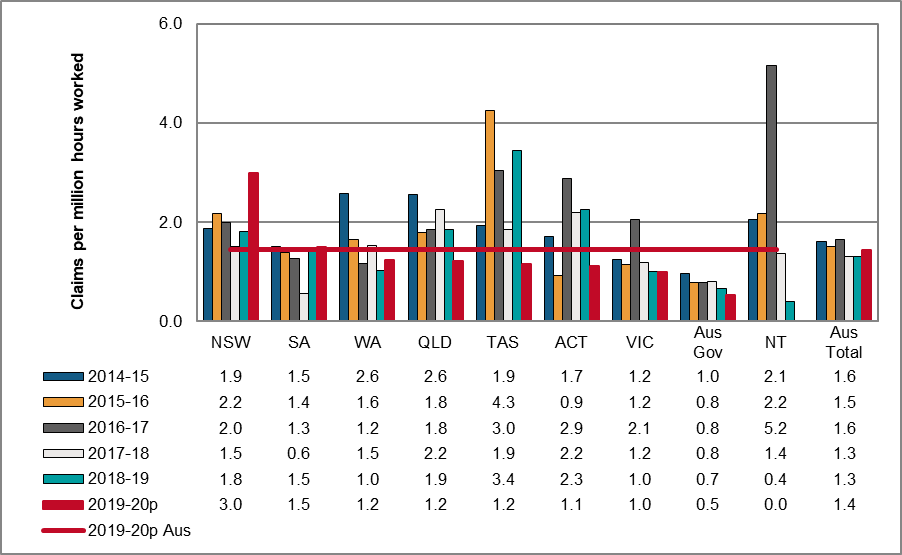 6.0
4.0
2.0
0.0
Claims per million hours worked
NSW SA WA QLD TAS ACT VIC Aus Gov NT Aus Total
2014-15 1.9 1.5 2.6 2.6 1.9 1.7 1.2 1.0 2.1 1.6
2015-16 2.2 1.4 1.6 1.8 4.3 0.9 1.2 0.8 2.2 1.5
2016-17 2.0 1.3 1.2 1.8 3.0 2.9 2.1 0.8 5.2 1.6
2017-18 1.5 0.6 1.5 2.2 1.9 2.2 1.2 0.8 1.4 1.3
2018-19 1.8 1.5 1.0 1.9 3.4 2.3 1.0 0.7 0.4 1.3
2019-20p 3.0 1.5 1.2 1.2 1.2 1.1 1.0 0.5 0.0 1.4
2019-20p Aus